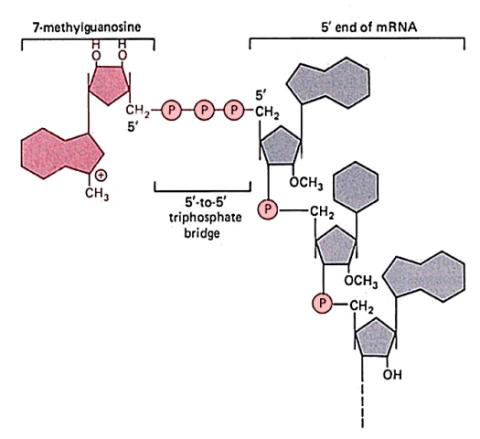 7-methylguanosine
5′ end of mRNA
H H
O O
CH₂ P P P CH₂
5′
5′
+
CH₃
5′-to-5′
triphosphate
bridge
OCH₃
P CH₂
OCH₃
P CH₂
OH